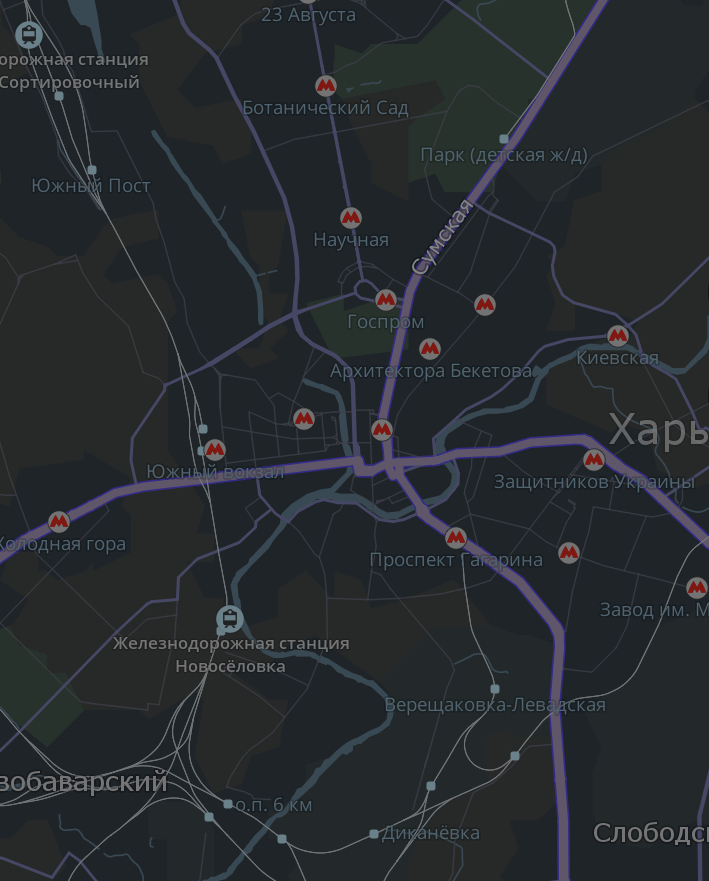 23 Августа
орожная станция
Сортировочный
Ботанический Сад
Парк (детская ж/д)
Южный Пост
Сумская
Научная
Госпром
Киевская
Архитектора Бекетова
Харь
Южный вокзал
Защитников Украины
Холодная гора
Проспект Гагарина
Завод им. М
Железнодорожная станция
Новосёловка
Верещаковка-Левадская
вобаварский
о.п. 6 км
Диканёвка
Слободс